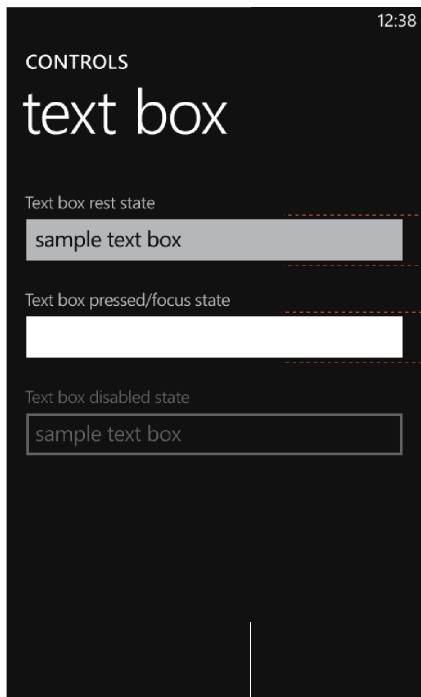 12:38
CONTROLS
text box
Text box rest state
sample text box
Text box pressed/focus state
Text box disabled state
sample text box